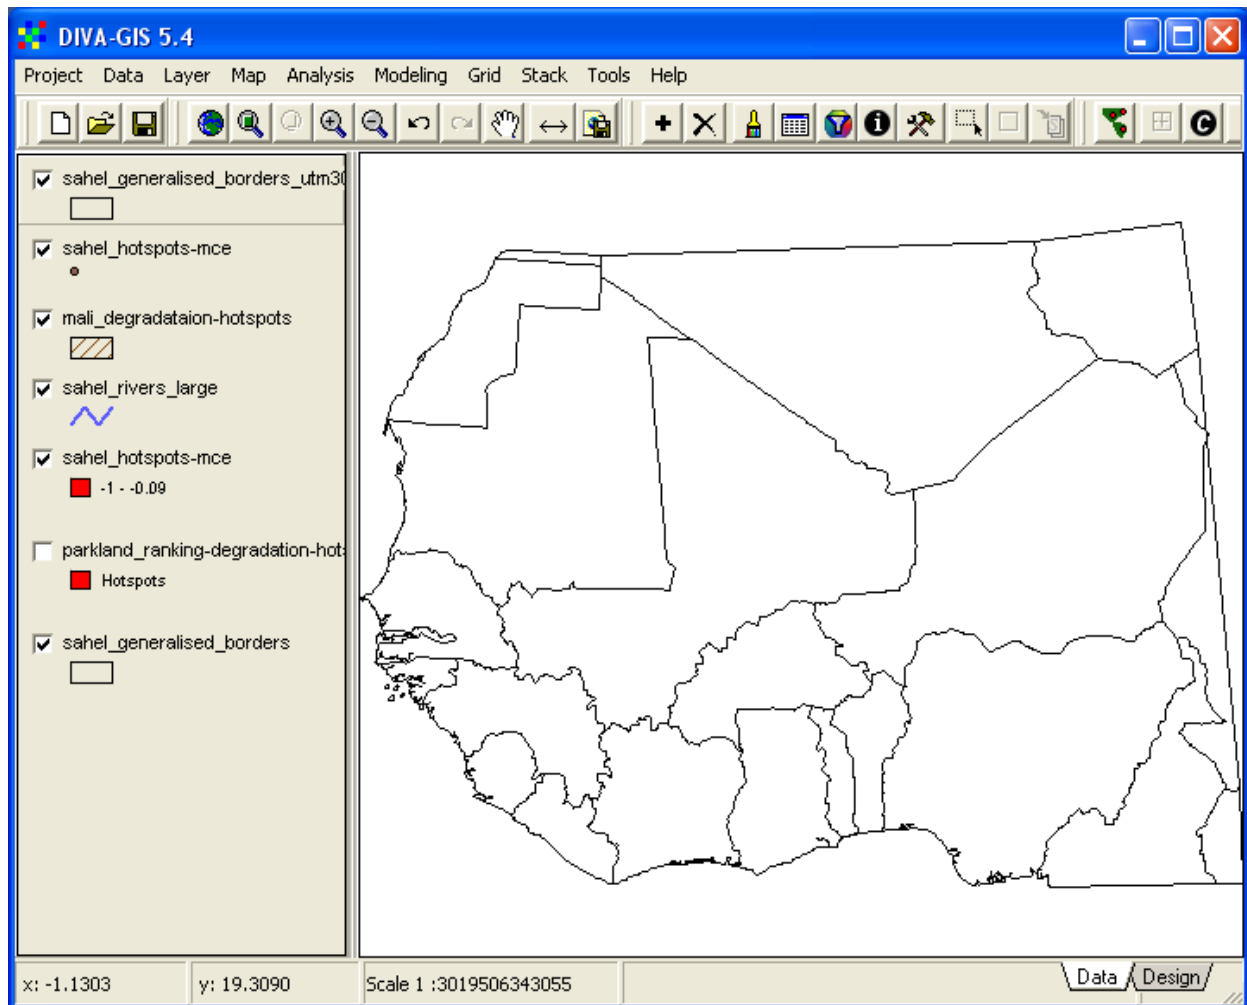 DIVA-GIS 5.4
Project Data Layer Map Analysis Modeling Grid Stack Tools Help
sahel_generalised_borders_utm30
sahel_hotspots-mce
mali_degradataion-hotspots
sahel_rivers_large
sahel_hotspots-mce
-1 - -0.09
parkland_ranking-degradation-hot
Hotspots
sahel_generalised_borders
x: -1.1303 y: 19.3090 Scale 1 :3019506343055 Data Design